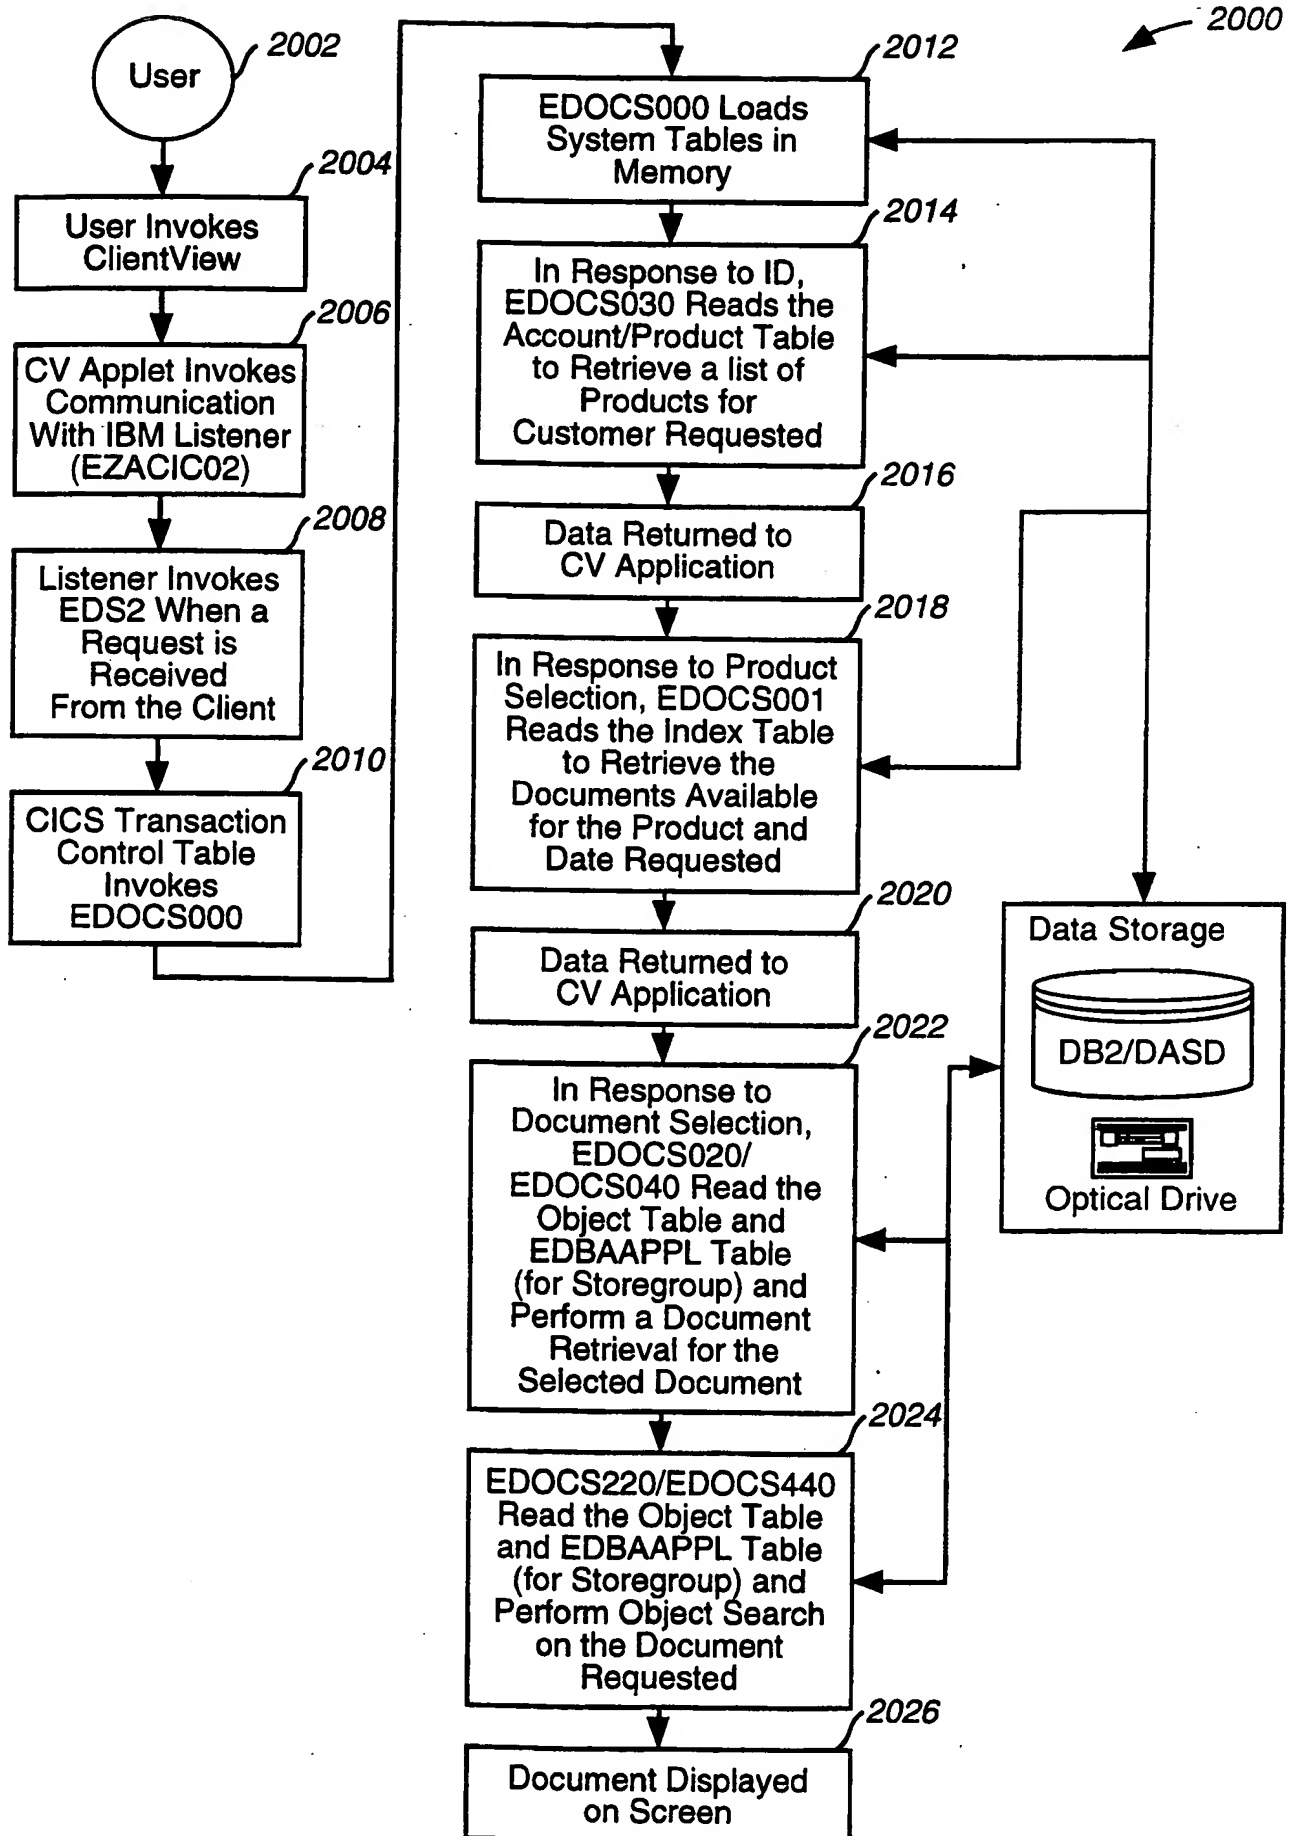 2000
User
2002
2004
User Invokes
ClientView
2006
CV Applet Invokes
Communication
With IBM Listener
(EZACIC02)
2008
Listener Invokes
EDS2 When a
Request is
Received
From the Client
2010
CICS Transaction
Control Table
Invokes
EDOCS000
2012
EDOCS000 Loads
System Tables in
Memory
2014
In Response to ID,
EDOCS030 Reads the
Account/Product Table
to Retrieve a list of
Products for
Customer Requested
2016
Data Returned to
CV Application
2018
In Response to Product
Selection, EDOCS001
Reads the Index Table
to Retrieve the
Documents Available
for the Product and
Date Requested
2020
Data Returned to
CV Application
2022
In Response to
Document Selection,
EDOCS020/
EDOCS040 Read the
Object Table and
EDBAAPPL Table
(for Storegroup) and
Perform a Document
Retrieval for the
Selected Document
2024
EDOCS220/EDOCS440
Read the Object Table
and EDBAAPPL Table
(for Storegroup) and
Perform Object Search
on the Document
Requested
2026
Document Displayed
on Screen
Data Storage
DB2/DASD
Optical Drive